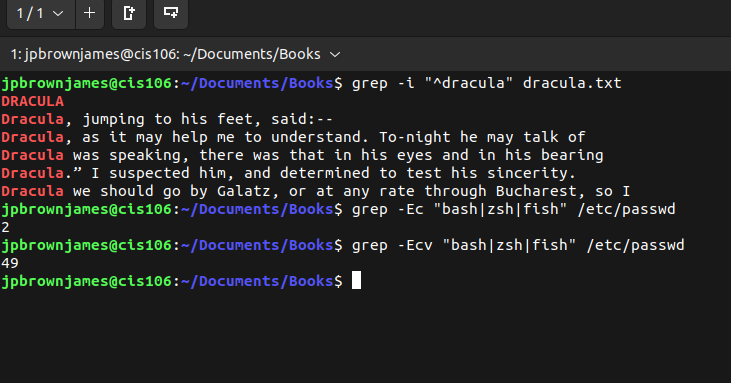 1 / 1
1: jpbrownjames@cis106: ~/Documents/Books
jpbrownjames@cis106:~/Documents/Books$ grep -i "^dracula" dracula.txt
DRACULA
Dracula, jumping to his feet, said:--
Dracula, as it may help me to understand. To-night he may talk of
Dracula was speaking, there was that in his eyes and in his bearing
Dracula.” I suspected him, and determined to test his sincerity.
Dracula we should go by Galatz, or at any rate through Bucharest, so I
jpbrownjames@cis106:~/Documents/Books$ grep -Ec "bash|zsh|fish" /etc/passwd
2
jpbrownjames@cis106:~/Documents/Books$ grep -Ecv "bash|zsh|fish" /etc/passwd
49
jpbrownjames@cis106:~/Documents/Books$